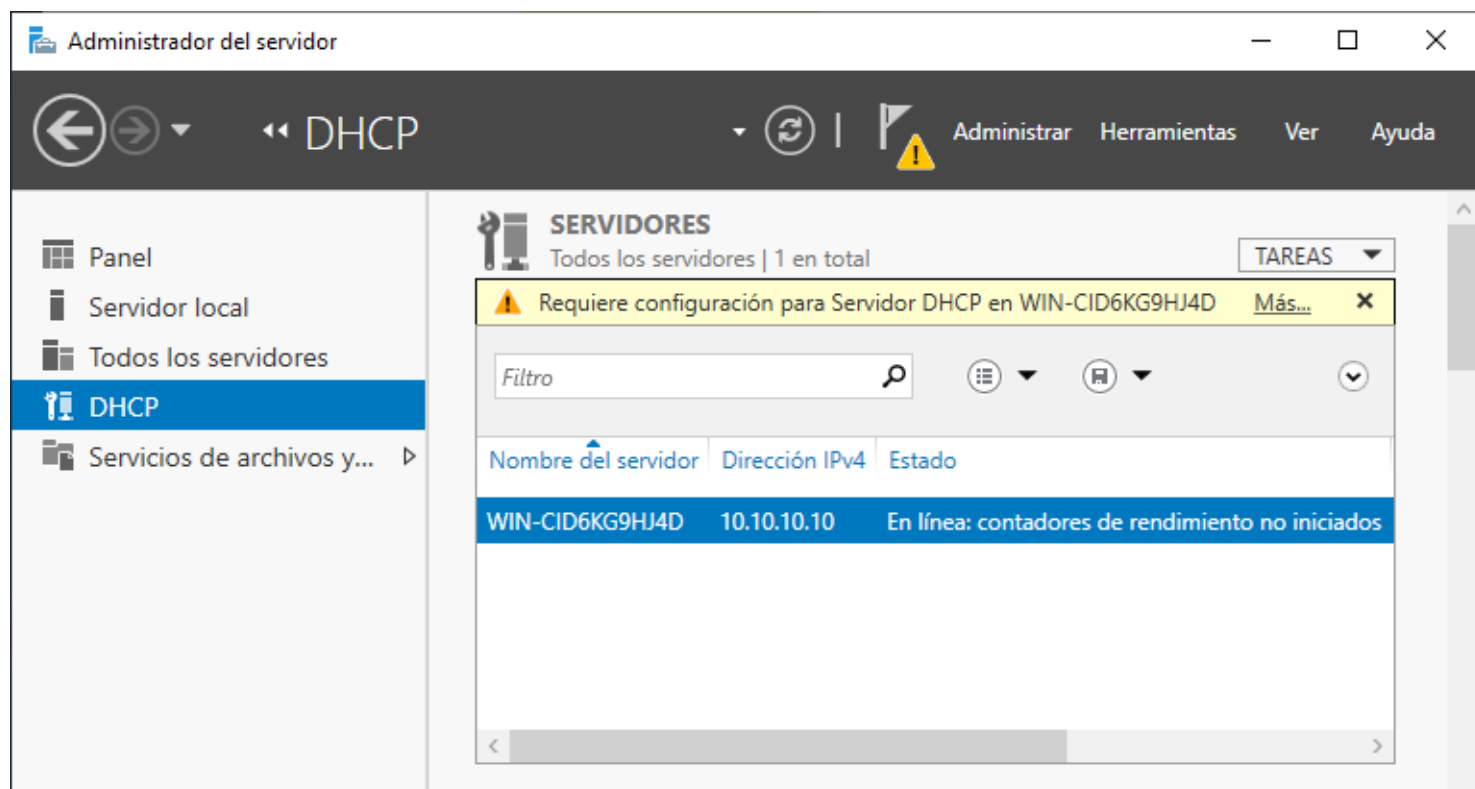 Administrador del servidor
DHCP
Administrar Herramientas Ver Ayuda
Panel
Servidor local
Todos los servidores
DHCP
Servicios de archivos y...
SERVIDORES
Todos los servidores | 1 en total
TAREAS
Requiere configuración para Servidor DHCP en WIN-CID6KG9HJ4D Más...
Filtro
Nombre del servidor Dirección IPv4 Estado
WIN-CID6KG9HJ4D 10.10.10.10 En línea: contadores de rendimiento no iniciados